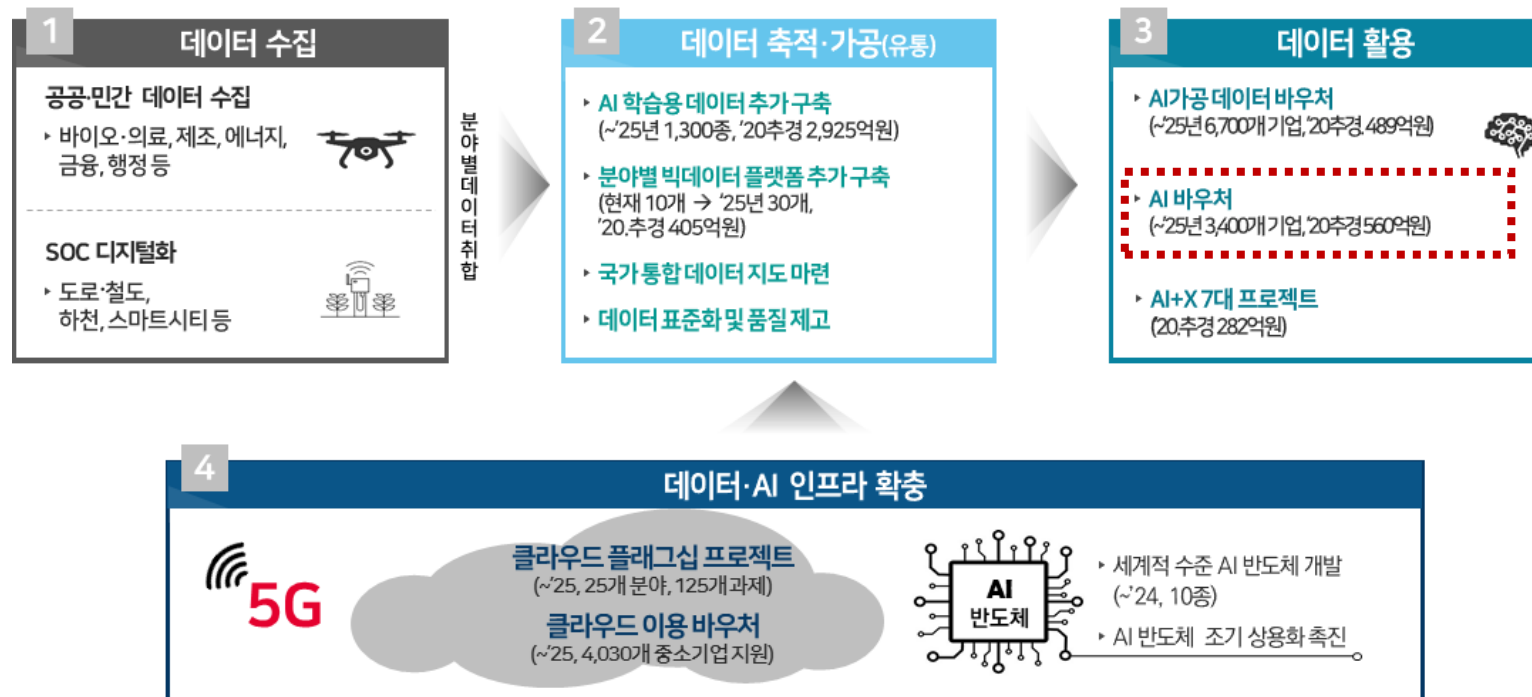 1
데이터 수집
공공·민간 데이터 수집
‣ 바이오·의료, 제조, 에너지,
금융, 행정 등
SOC 디지털화
‣ 도로·철도,
하천, 스마트시티 등
분야별데이터취합
2
데이터 축적·가공(유통)
‣ AI 학습용 데이터 추가 구축
(~'25년 1,300종, '20추경 2,925억원)
‣ 분야별 빅데이터 플랫폼 추가 구축
(현재 10개 → '25년 30개,
'20.추경 405억원)
‣ 국가 통합 데이터 지도 마련
‣ 데이터 표준화 및 품질 제고
3
데이터 활용
‣ AI가공 데이터 바우처
(~'25년 6,700개 기업, '20추경 489억원)
‣ AI 바우처
(~'25년 3,400개 기업, '20추경 560억원)
‣ AI+X 7대 프로젝트
('20.추경 282억원)
4
데이터·AI 인프라 확충
5G
클라우드 플래그십 프로젝트
(~'25, 25개 분야, 125개 과제)
클라우드 이용 바우처
(~'25, 4,030개 중소기업 지원)
AI
반도체
‣ 세계적 수준 AI 반도체 개발
(~'24, 10종)
‣ AI 반도체 조기 상용화 촉진